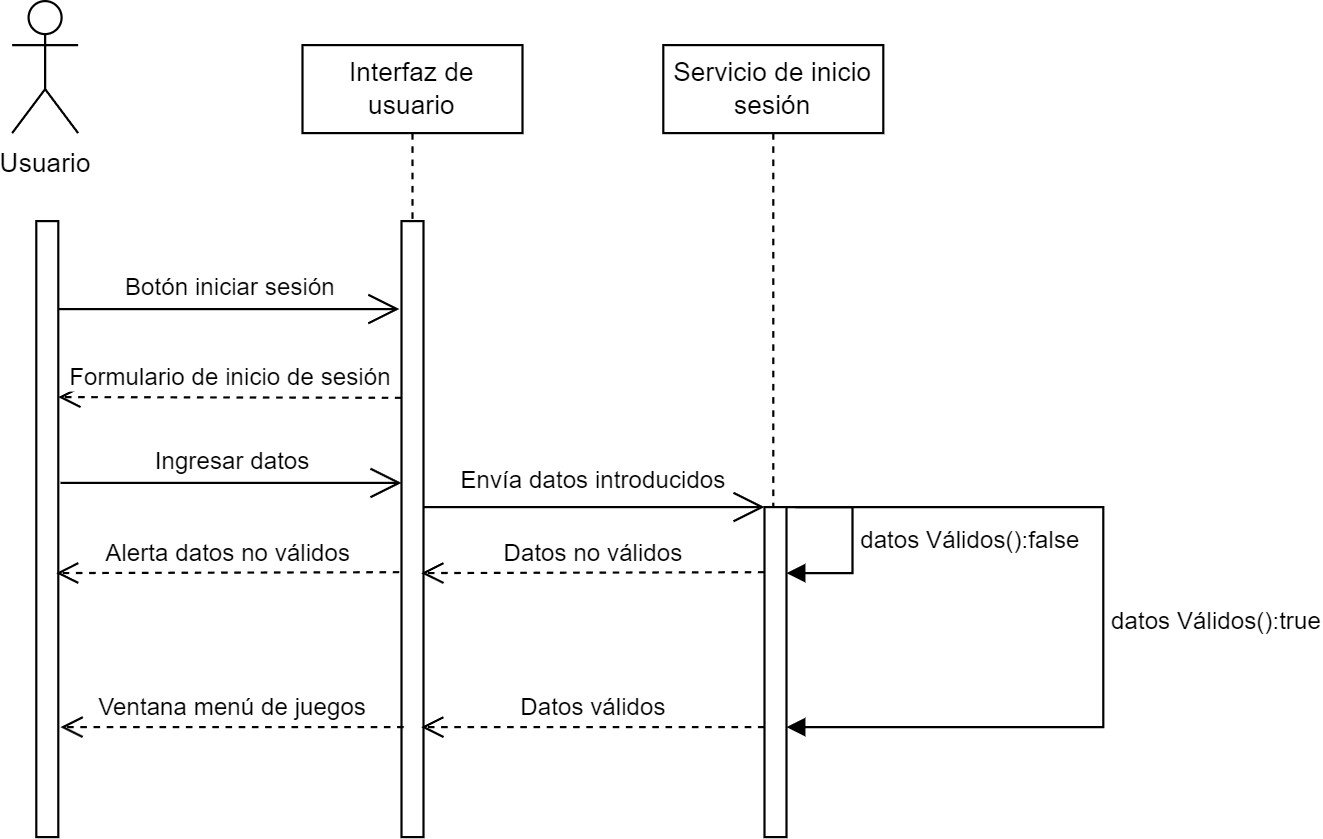 Interfaz de
usuario
Servicio de inicio
sesión
Usuario
Botón iniciar sesión
Formulario de inicio de sesión
Ingresar datos
Envía datos introducidos
datos Válidos():false
Alerta datos no válidos
Datos no válidos
datos Válidos():true
Ventana menú de juegos
Datos válidos